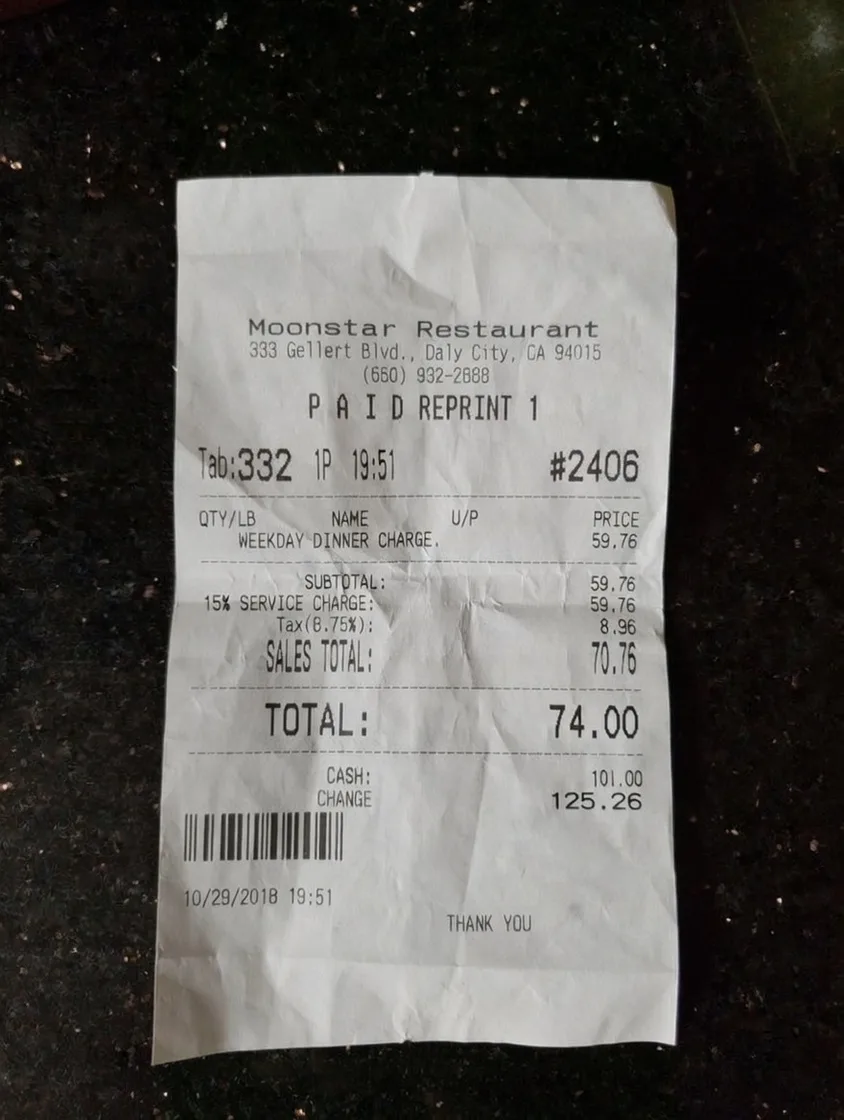 Moonstar Restaurant
333 Gellert Blvd., Daly City, CA 94015
(660) 932-2888
P A I D REPRINT 1
Tab:332 1P 19:51 #2406
QTY/LB NAME U/P PRICE
WEEKDAY DINNER CHARGE. 59.76
SUBTOTAL: 59.76
15% SERVICE CHARGE: 59.76
Tax(8.75%): 8.96
SALES TOTAL: 70.76
TOTAL: 74.00
CASH: 101.00
CHANGE 125.26
10/29/2018 19:51
THANK YOU